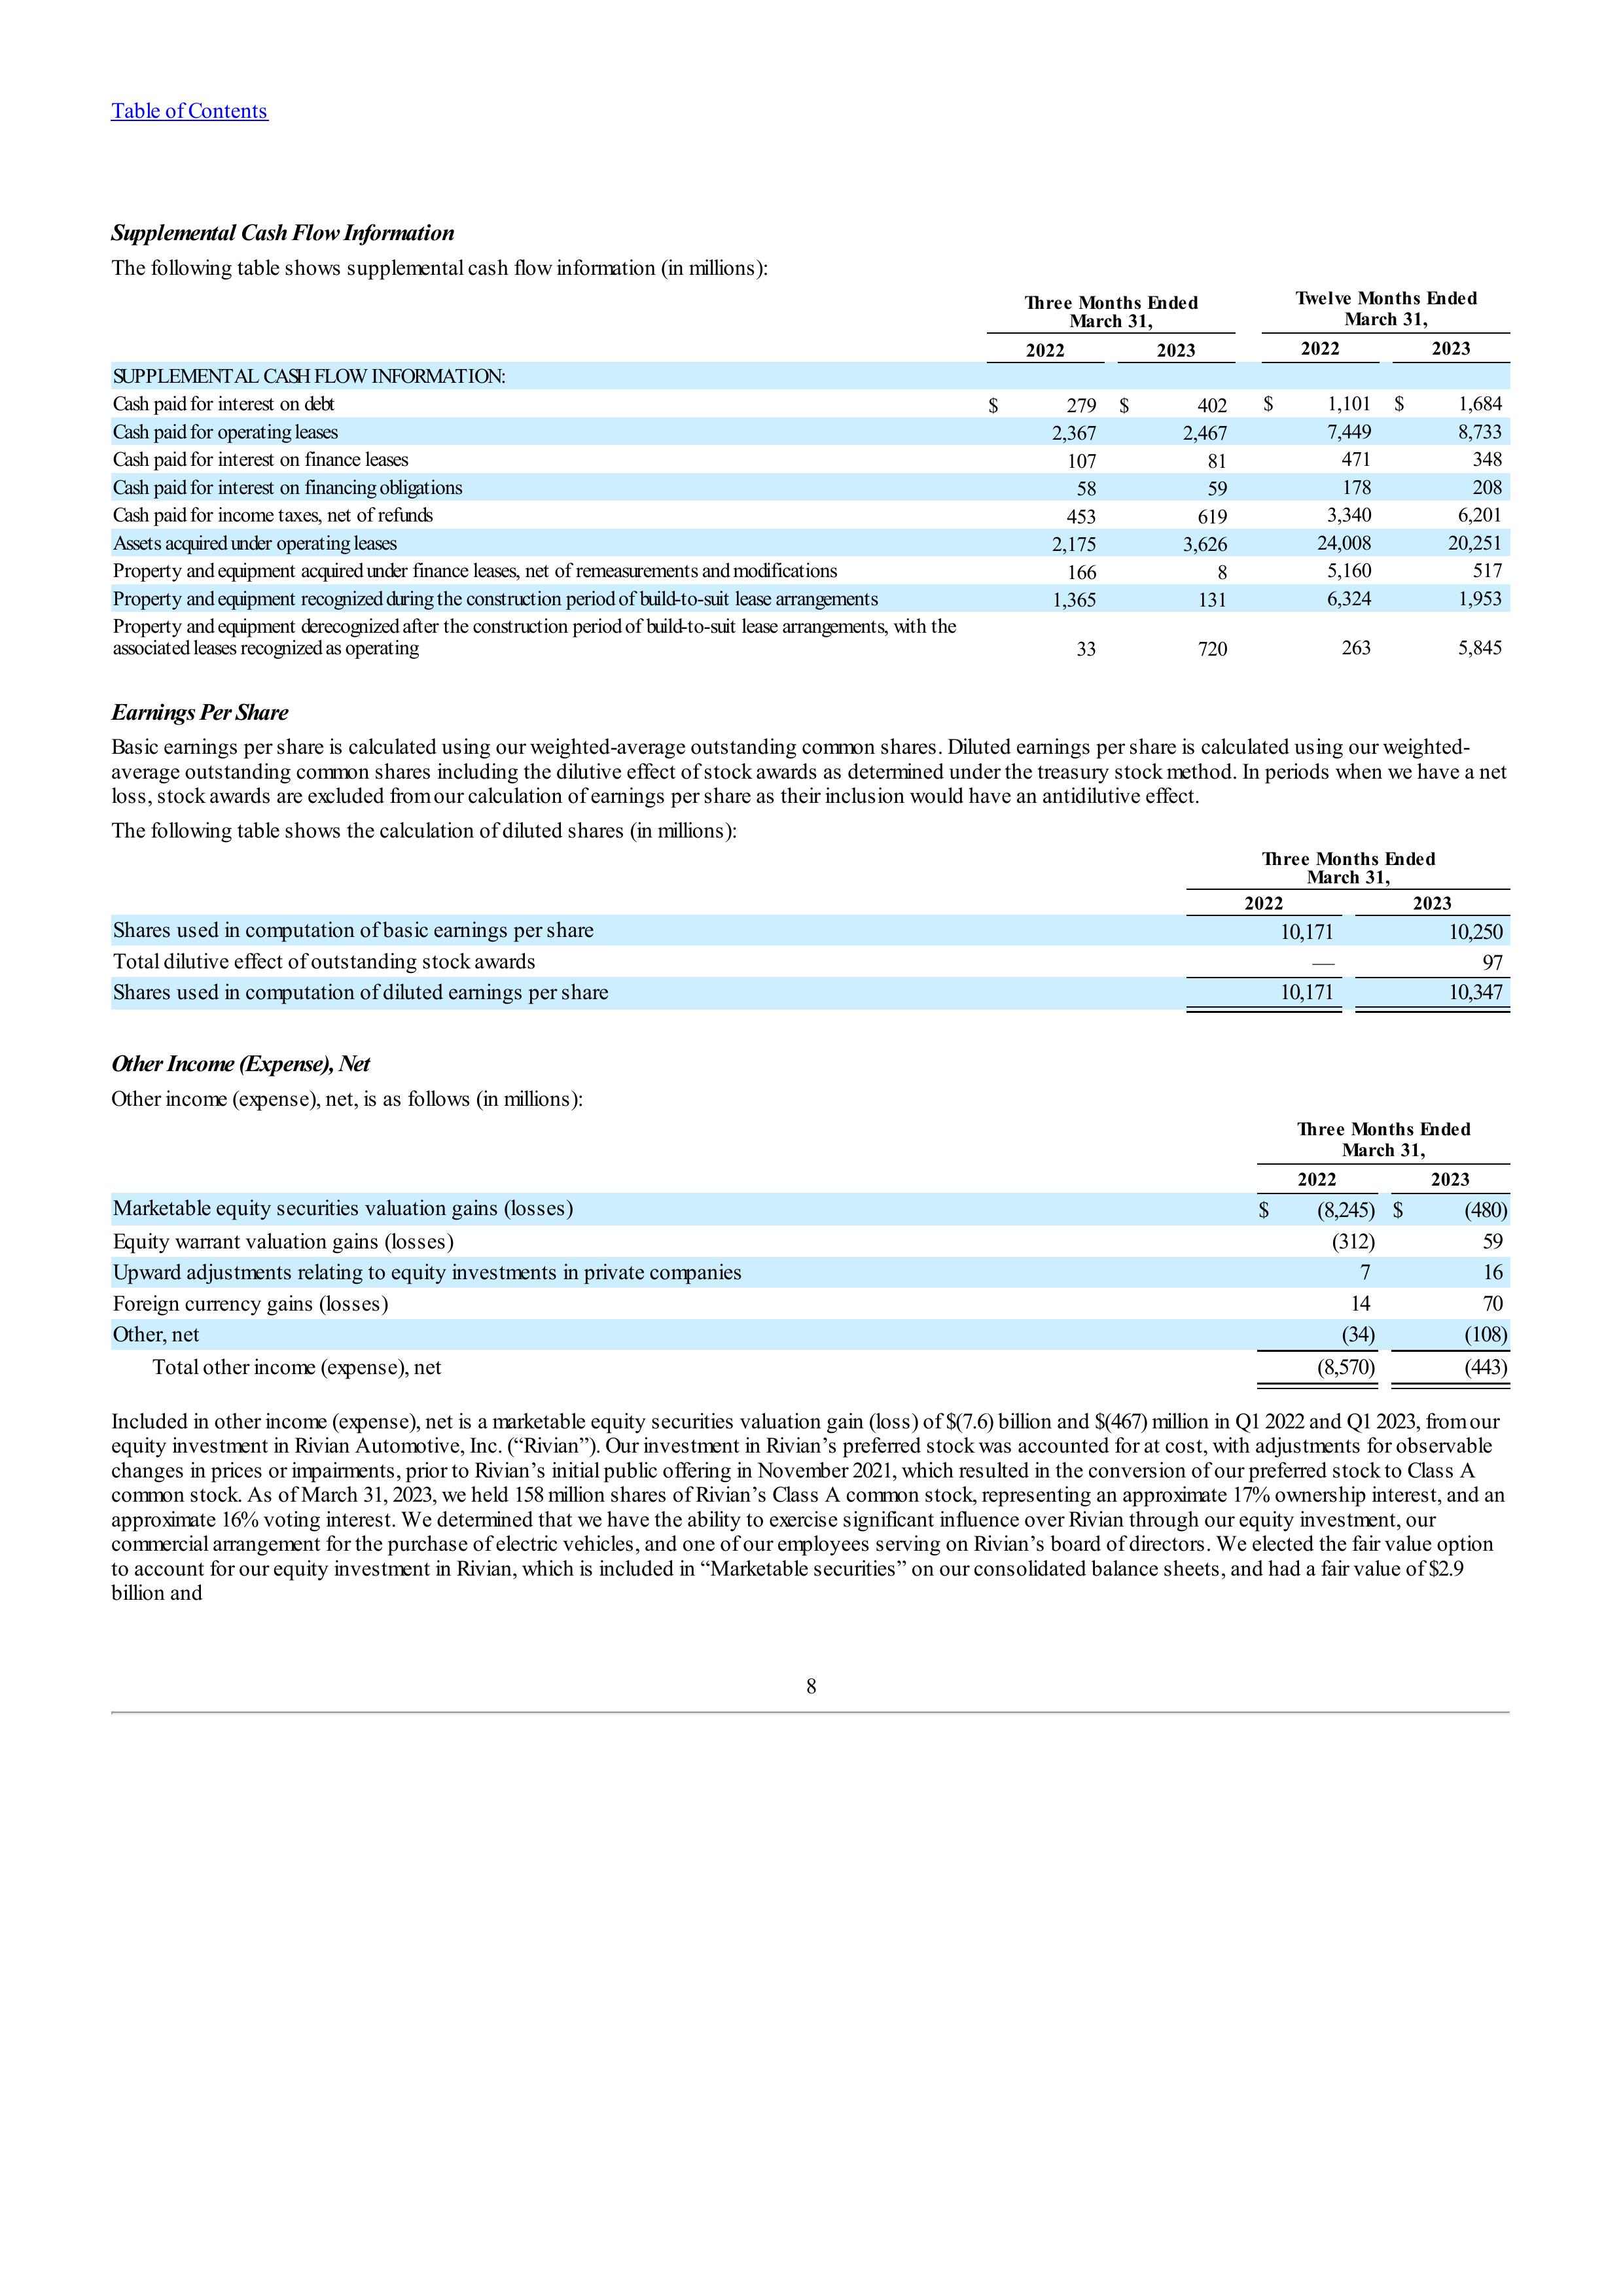 Table of Contents
Supplemental Cash Flow Information
The following table shows supplemental cash flow information (in millions):
Three Months Ended March 31, Twelve Months Ended March 31,
2022 2023 2022 2023
SUPPLEMENTAL CASH FLOW INFORMATION:
Cash paid for interest on debt $ 279 $ 402 $ 1,101 $ 1,684
Cash paid for operating leases 2,367 2,467 7,449 8,733
Cash paid for interest on finance leases 107 81 471 348
Cash paid for interest on financing obligations 58 59 178 208
Cash paid for income taxes, net of refunds 453 619 3,340 6,201
Assets acquired under operating leases 2,175 3,626 24,008 20,251
Property and equipment acquired under finance leases, net of remeasurements and modifications 166 8 5,160 517
Property and equipment recognized during the construction period of build-to-suit lease arrangements 1,365 131 6,324 1,953
Property and equipment derecognized after the construction period of build-to-suit lease arrangements, with the
associated leases recognized as operating 33 720 263 5,845
Earnings Per Share
Basic earnings per share is calculated using our weighted-average outstanding common shares. Diluted earnings per share is calculated using our weighted-
average outstanding common shares including the dilutive effect of stock awards as determined under the treasury stock method. In periods when we have a net
loss, stock awards are excluded from our calculation of earnings per share as their inclusion would have an antidilutive effect.
The following table shows the calculation of diluted shares (in millions):
Three Months Ended
March 31,
2022 2023
Shares used in computation of basic earnings per share 10,171 10,250
Total dilutive effect of outstanding stock awards — 97
Shares used in computation of diluted earnings per share 10,171 10,347
Other Income (Expense), Net
Other income (expense), net, is as follows (in millions):
Three Months Ended
March 31,
2022 2023
Marketable equity securities valuation gains (losses) $ (8,245) $ (480)
Equity warrant valuation gains (losses) (312) 59
Upward adjustments relating to equity investments in private companies 7 16
Foreign currency gains (losses) 14 70
Other, net (34) (108)
Total other income (expense), net (8,570) (443)
Included in other income (expense), net is a marketable equity securities valuation gain (loss) of $(7.6) billion and $(467) million in Q1 2022 and Q1 2023, from our
equity investment in Rivian Automotive, Inc. (“Rivian”). Our investment in Rivian’s preferred stock was accounted for at cost, with adjustments for observable
changes in prices or impairments, prior to Rivian’s initial public offering in November 2021, which resulted in the conversion of our preferred stock to Class A
common stock. As of March 31, 2023, we held 158 million shares of Rivian’s Class A common stock, representing an approximate 17% ownership interest, and an
approximate 16% voting interest. We determined that we have the ability to exercise significant influence over Rivian through our equity investment, our
commercial arrangement for the purchase of electric vehicles, and one of our employees serving on Rivian’s board of directors. We elected the fair value option
to account for our equity investment in Rivian, which is included in “Marketable securities” on our consolidated balance sheets, and had a fair value of $2.9
billion and
8